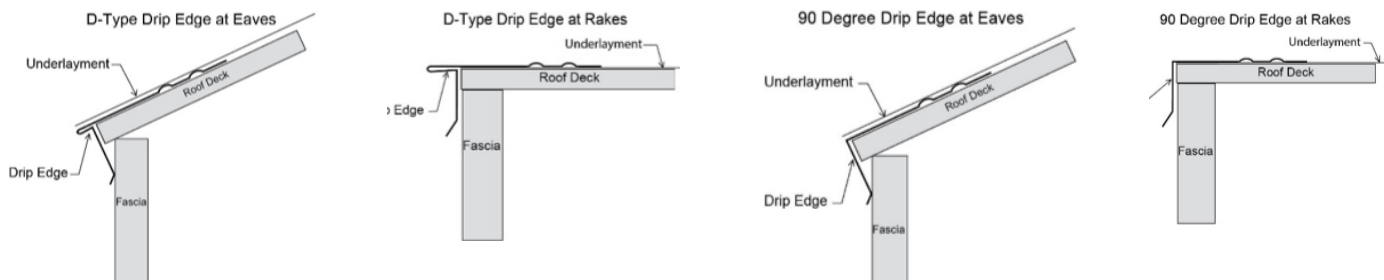 D-Type Drip Edge at Eaves
Underlayment
Roof Deck
Drip Edge
Fascia
D-Type Drip Edge at Rakes
Underlayment
Roof Deck
Edge
Fascia
90 Degree Drip Edge at Eaves
Underlayment
Roof Deck
Drip Edge
Fascia
90 Degree Drip Edge at Rakes
Underlayment
Roof Deck
Fascia